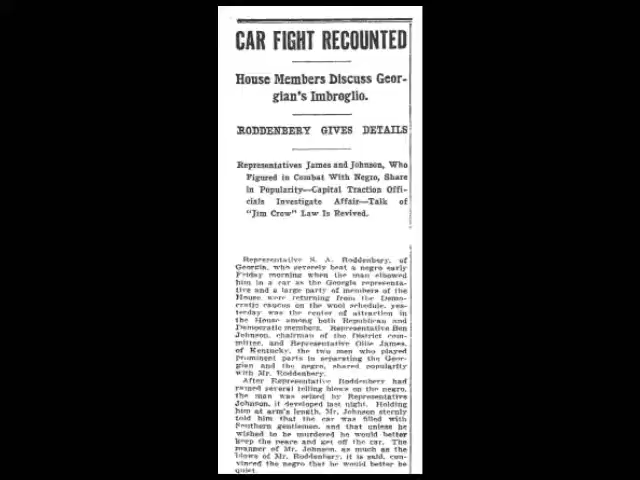 CAR FIGHT RECOUNTED
House Members Discuss Geor-
gian's Imbroglio.
RODDENBERY GIVES DETAILS
Representatives James and Johnson, Who
Figured in Combat With Negro, Share
in Popularity—Capital Traction Offi-
cials Investigate Affair—Talk of
"Jim Crow" Law Is Revived.
Representative S. A. Roddenbery, of
Georgia, who severely beat a negro early
Friday morning when the man elbowed
him in a car as the Georgia representa-
tive and a large party of members of the
House were returning from the Demo-
cratic caucus on the wool schedule, yes-
terday was the center of attraction in
the House among both Republican and
Democratic members. Representative Ben
Johnson, chairman of the District com-
mittee, and Representative Ollie James,
of Kentucky, the two men who played
prominent parts in separating the Geor-
gian and the negro, shared popularity
with Mr. Roddenbery.
After Representative Roddenbery had
rained several telling blows on the negro,
the man was seized by Representative
Johnson, it developed last night. Holding
him at arm's length, Mr. Johnson sternly
told him that the car was filled with
Southern gentlemen, and that unless he
wished to be murdered he would better
keep the peace and get off the car. The
manner of Mr. Johnson, as much as the
blows of Mr. Roddenbery, it is said, con-
vinced the negro that he would better be
quiet.